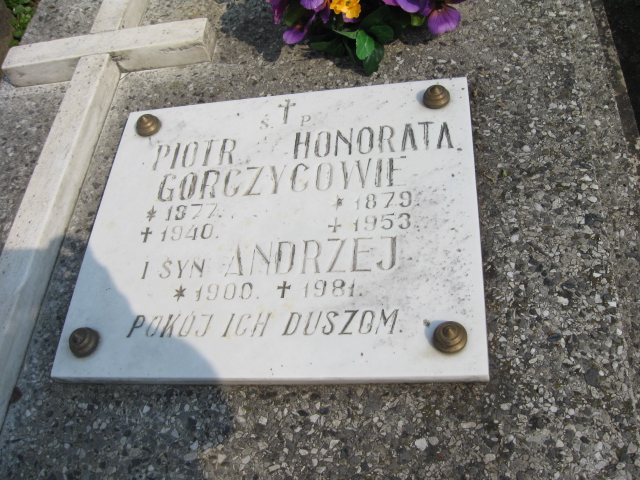 Ś † P
PIOTR HONORATA
GORCZYCOWIE
* 1877. * 1879
† 1940. † 1953
I SYN ANDRZEJ
* 1900. † 1981.
POKÓJ ICH DUSZOM.